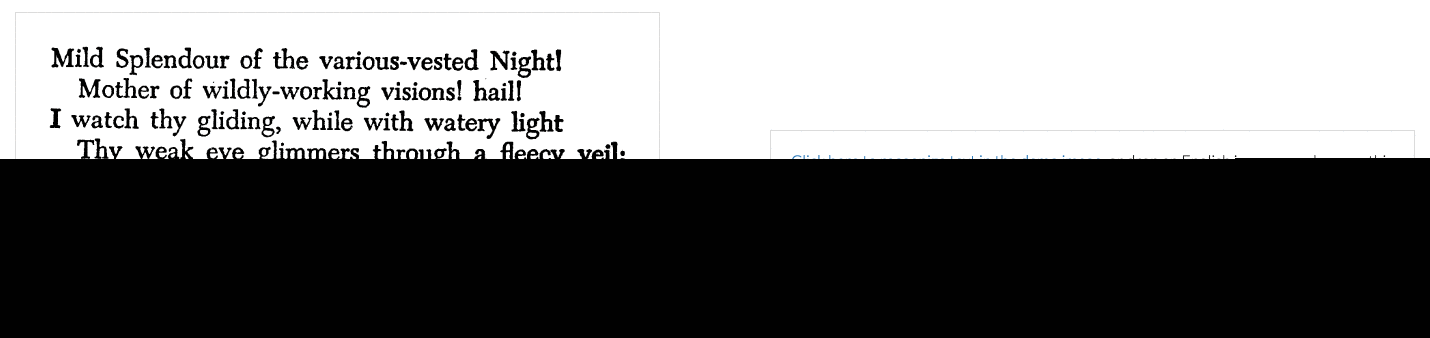 Mild Splendour of the various-vested Night!
Mother of wildly-working visions! hail!
I watch thy gliding, while with watery light
Thy weak eye glimmers through a fleecy veil;